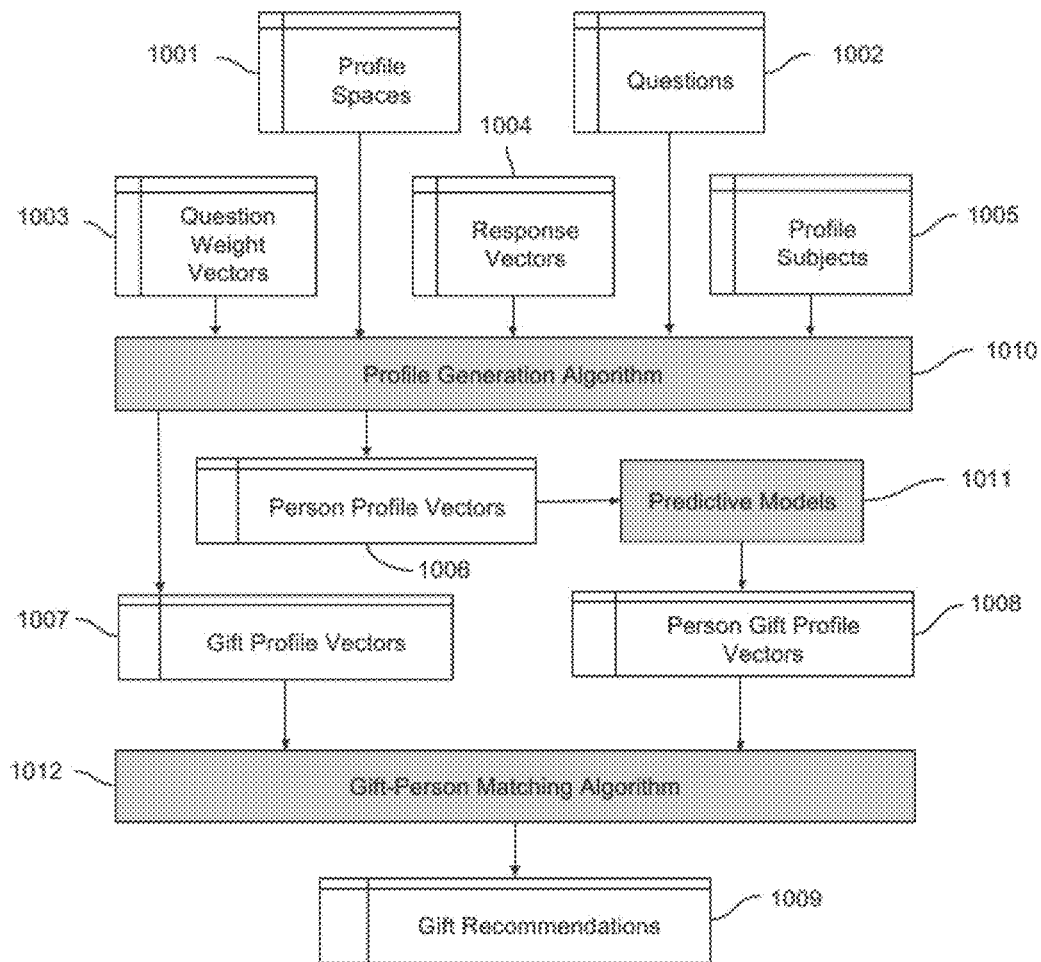 1001
Profile
Spaces
Questions
1002
1003
Question
Weight
Vectors
1004
Response
Vectors
Profile
Subjects
1005
Profile Generation Algorithm
1010
Person Profile Vectors
1006
Predictive Models
1011
1007
Gift Profile Vectors
Person Gift Profile
Vectors
1008
1012
Gift-Person Matching Algorithm
Gift Recommendations
1009